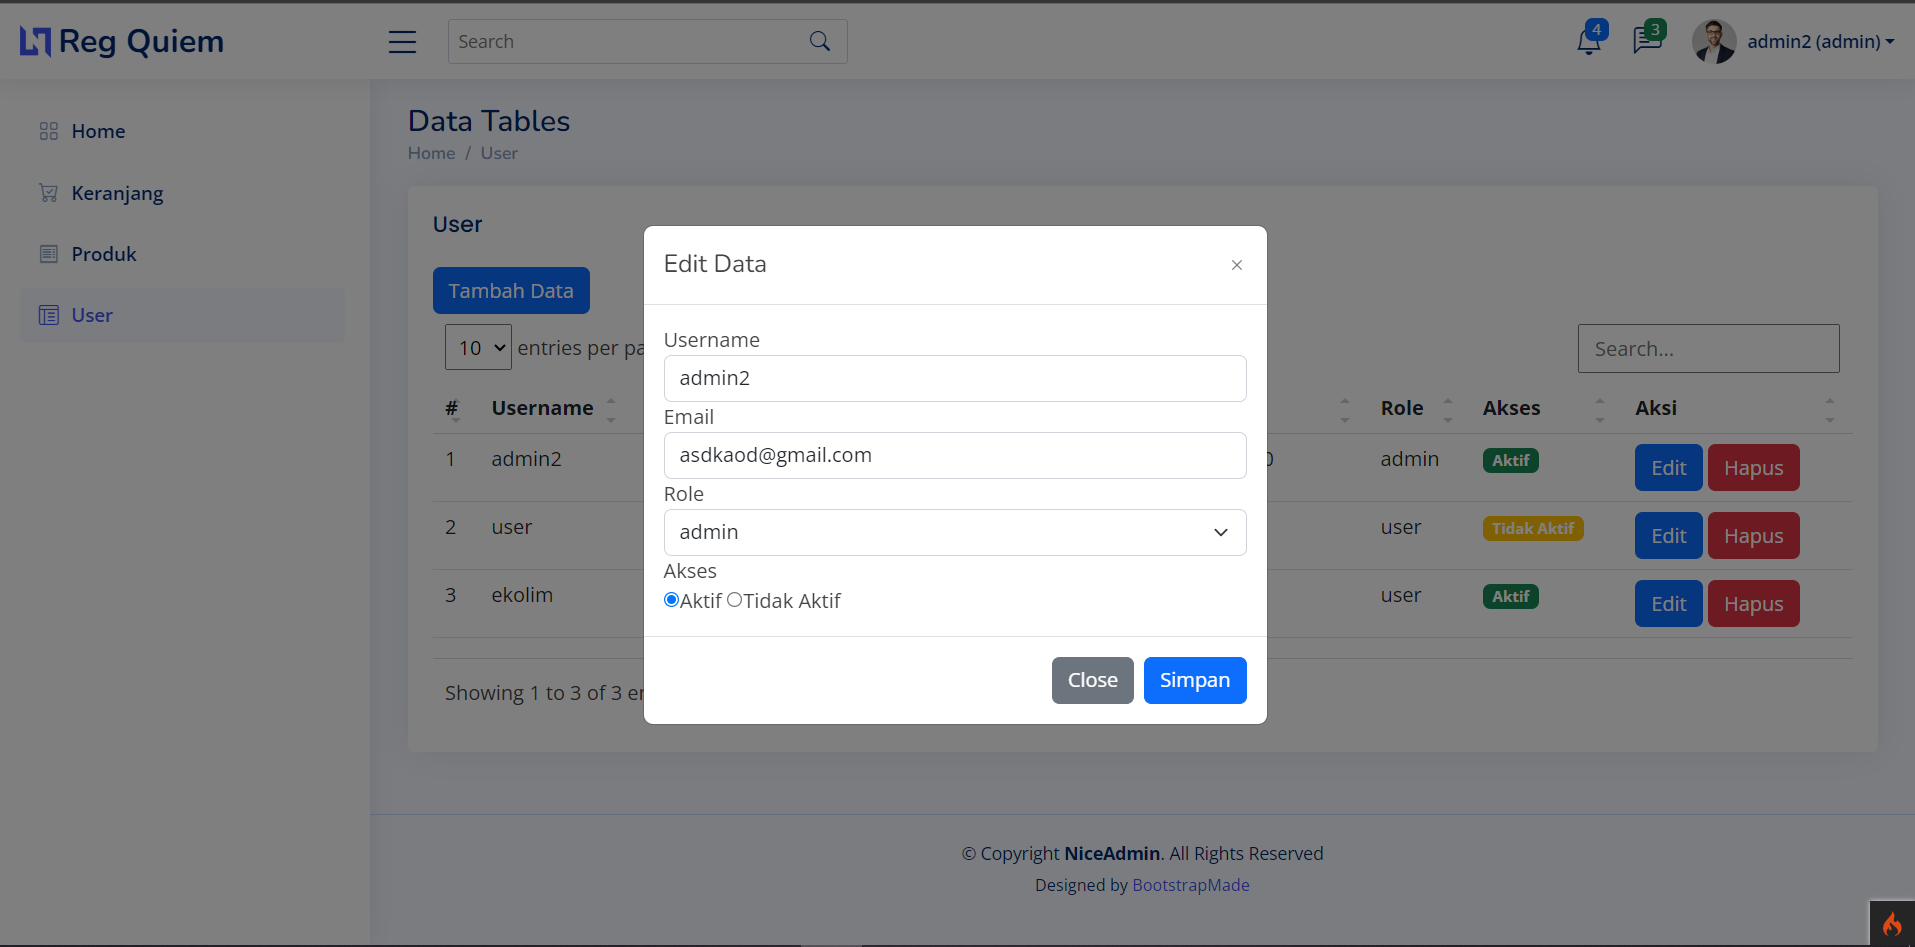 Reg Quiem
Search
4
3
admin2 (admin)
Home
Keranjang
Produk
User
Data Tables
Home / User
User
Tambah Data
10 entries per pa
Search...
# Username Role Akses Aksi
1 admin2 0 admin Aktif Edit Hapus
2 user user Tidak Aktif Edit Hapus
3 ekolim user Aktif Edit Hapus
Showing 1 to 3 of 3 en
Edit Data
×
Username
admin2
Email
asdkaod@gmail.com
Role
admin
Akses
Aktif Tidak Aktif
Close Simpan
© Copyright NiceAdmin. All Rights Reserved
Designed by BootstrapMade